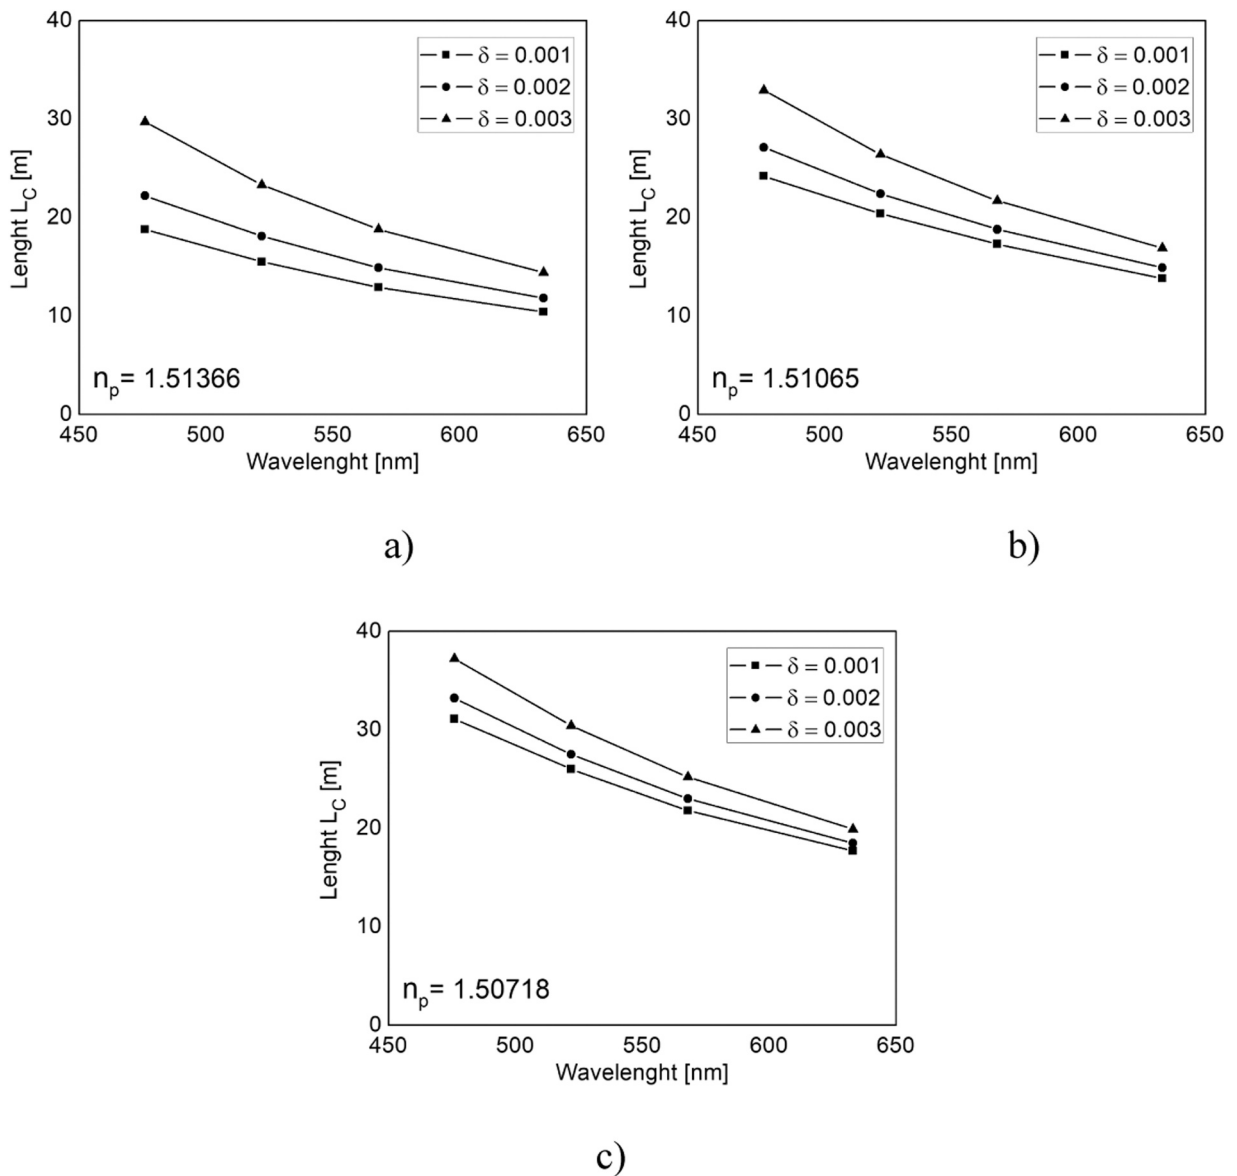 40
30
20
10
0
Lenght L_C [m]
δ = 0.001
δ = 0.002
δ = 0.003
n_p= 1.51366
450 500 550 600 650
Wavelenght [nm]
a)
40
30
20
10
0
Lenght L_C [m]
δ = 0.001
δ = 0.002
δ = 0.003
n_p= 1.51065
450 500 550 600 650
Wavelenght [nm]
b)
40
30
20
10
0
Lenght L_C [m]
δ = 0.001
δ = 0.002
δ = 0.003
n_p= 1.50718
450 500 550 600 650
Wavelenght [nm]
c)